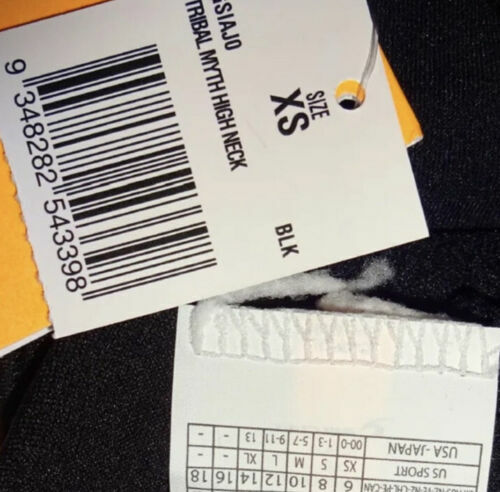 SIAJO
TRIBAL MYTH HIGH NECK
SIZE
XS
BLK
9 348282 543398
6 8 10 12 14 16 18
US SPORT XS S M L XL - -
USA-JAPAN 00-0 1-3 5-7 9-11 13 - -